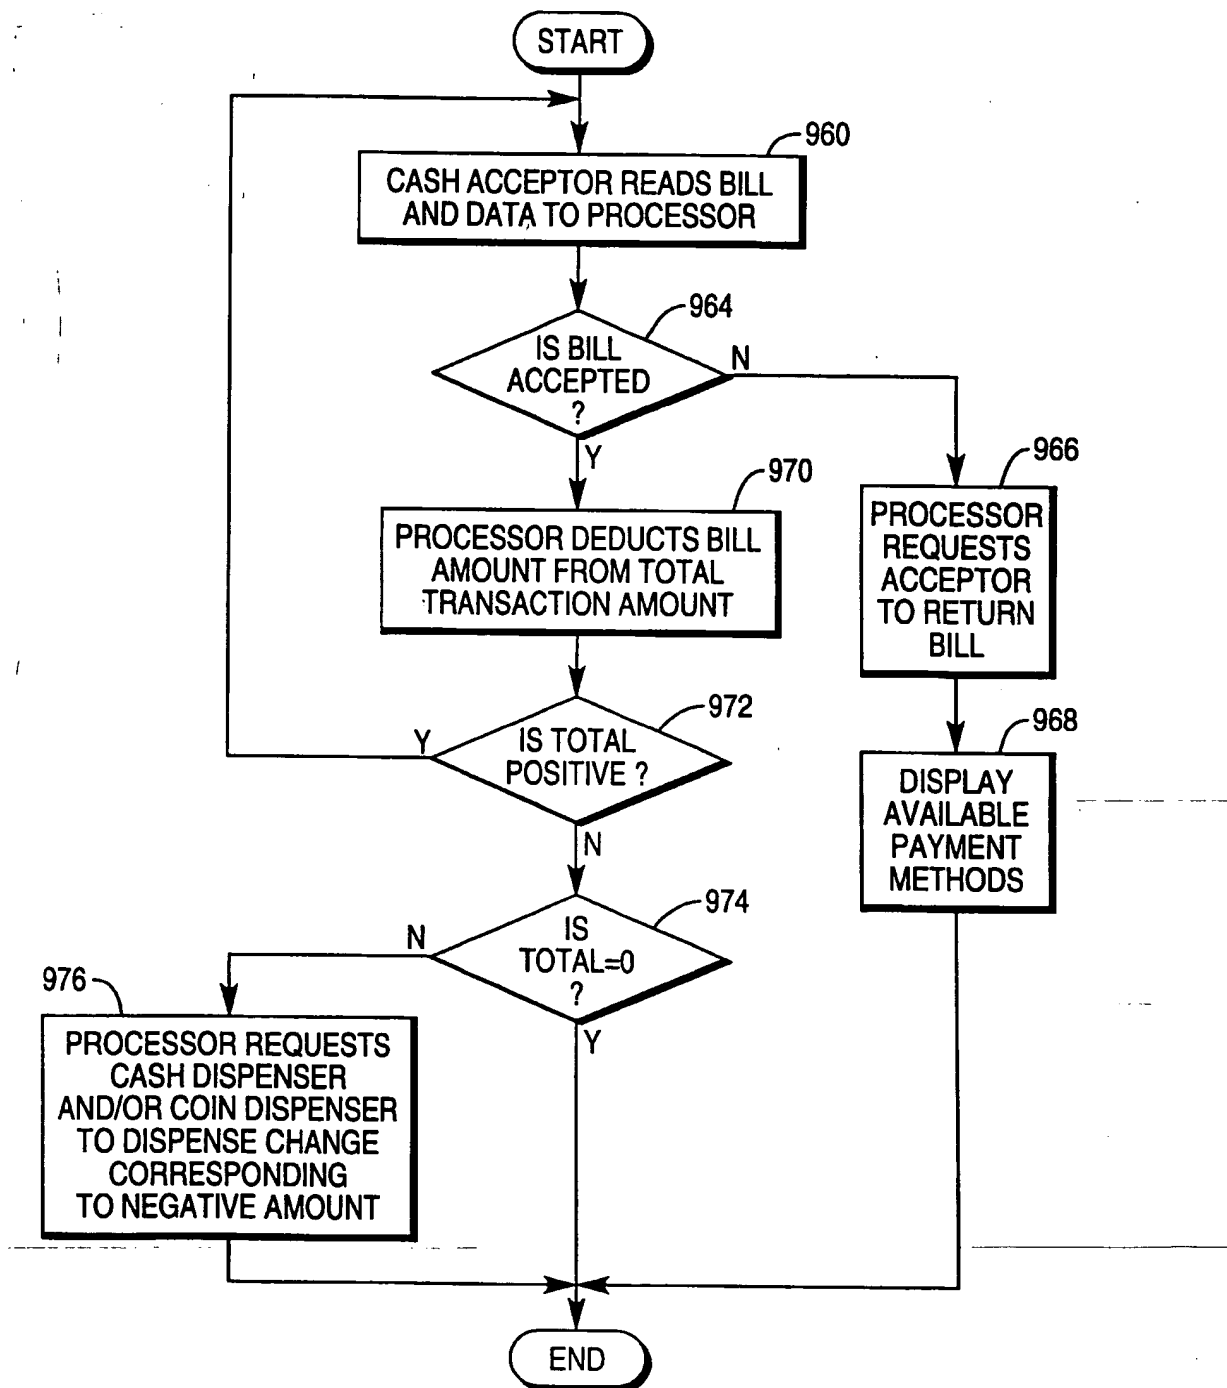 START
960
CASH ACCEPTOR READS BILL
AND DATA TO PROCESSOR
964
IS BILL
ACCEPTED
?
N
Y
966
970
PROCESSOR
REQUESTS
ACCEPTOR
TO RETURN
BILL
PROCESSOR DEDUCTS BILL
AMOUNT FROM TOTAL
TRANSACTION AMOUNT
972
Y
IS TOTAL
POSITIVE ?
N
968
DISPLAY
AVAILABLE
PAYMENT
METHODS
974
N
IS
TOTAL=0
?
Y
976
PROCESSOR REQUESTS
CASH DISPENSER
AND/OR COIN DISPENSER
TO DISPENSE CHANGE
CORRESPONDING
TO NEGATIVE AMOUNT
END